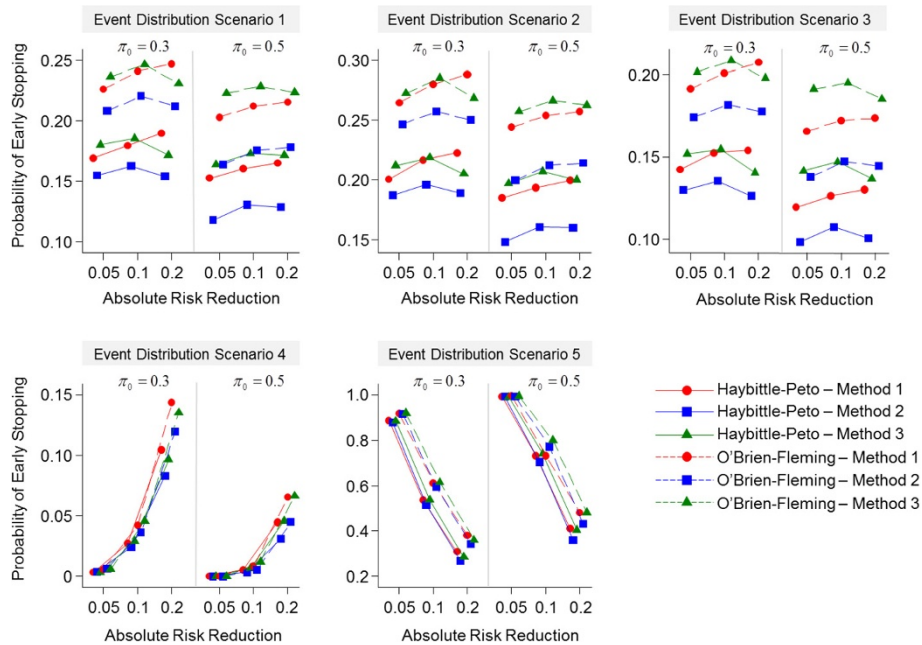 Event Distribution Scenario 1
π₀ = 0.3
π₀ = 0.5
Probability of Early Stopping
0.25
0.20
0.15
0.10
0.05
0.1
0.2
0.05
0.1
0.2
Absolute Risk Reduction
Event Distribution Scenario 2
π₀ = 0.3
π₀ = 0.5
0.30
0.25
0.20
0.15
0.05
0.1
0.2
0.05
0.1
0.2
Absolute Risk Reduction
Event Distribution Scenario 3
π₀ = 0.3
π₀ = 0.5
0.20
0.15
0.10
0.05
0.1
0.2
0.05
0.1
0.2
Absolute Risk Reduction
Event Distribution Scenario 4
π₀ = 0.3
π₀ = 0.5
Probability of Early Stopping
0.15
0.10
0.05
0
0.05
0.1
0.2
0.05
0.1
0.2
Absolute Risk Reduction
Event Distribution Scenario 5
π₀ = 0.3
π₀ = 0.5
1.0
0.8
0.6
0.4
0.2
0.05
0.1
0.2
0.05
0.1
0.2
Absolute Risk Reduction
Haybittle-Peto – Method 1
Haybittle-Peto – Method 2
Haybittle-Peto – Method 3
O'Brien-Fleming – Method 1
O'Brien-Fleming – Method 2
O'Brien-Fleming – Method 3